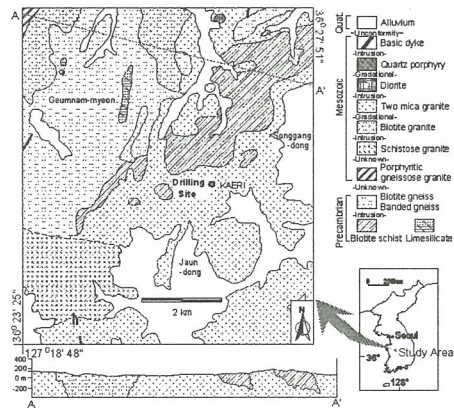 A
36° 27' 51"
A'
Geumnam-myeon
Songgang
-dong
Drilling
Site
KAERI
Jaun
-dong
2 km
N
36° 23' 25"
127° 18' 48"
400
200
0 m
-200
A
A'
Quat.
Alluvium
-Unconformity-
Mesozoic
Basic dyke
-Intrusion-
Quartz porphyry
-Gradational-
Diorite
-Intrusion-
Two mica granite
-Gradational-
Biotite granite
-Intrusion-
Schistose granite
-Unknown-
Porphyritic
gneissose granite
-Unknown-
Precambrian
Biotite gneiss
Banded gneiss
-Intrusion-
Biotite schist Limesilicate
Seoul
Study Area
36°
128°